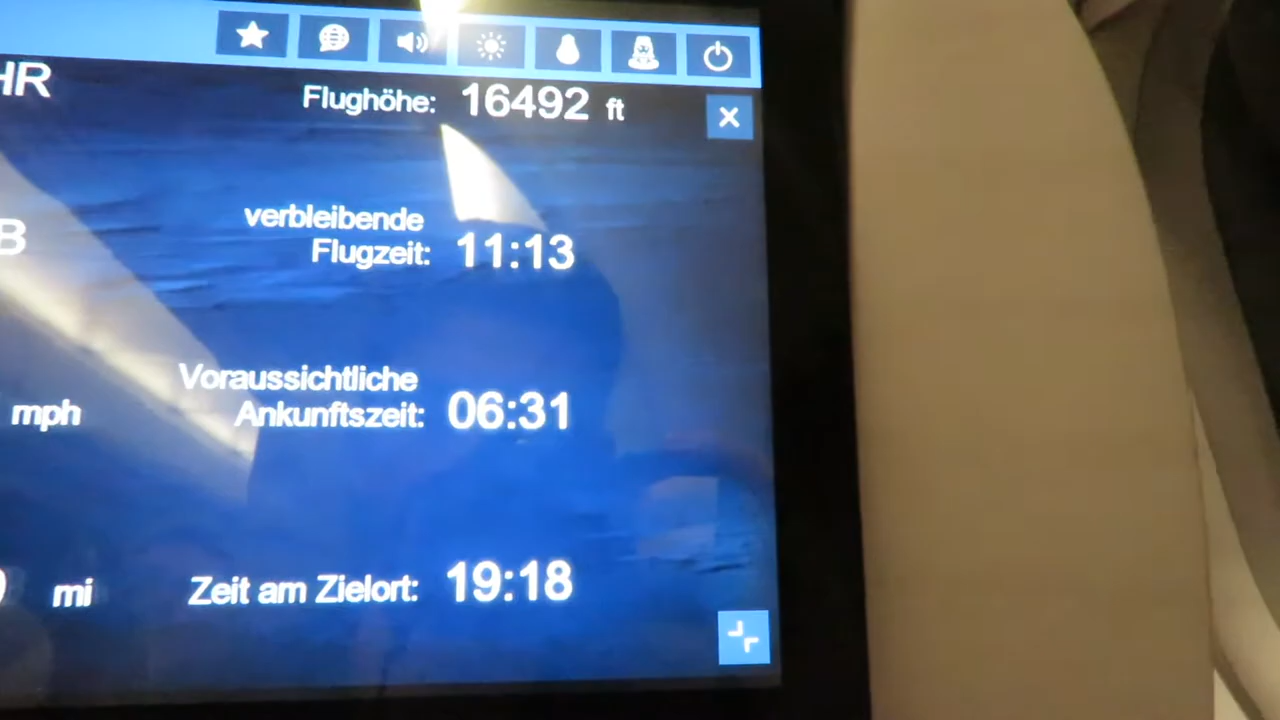 HR
Flughöhe: 16492 ft
verbleibende
B
Flugzeit: 11:13
Voraussichtliche
mph
Ankunftszeit: 06:31
mi
Zeit am Zielort: 19:18